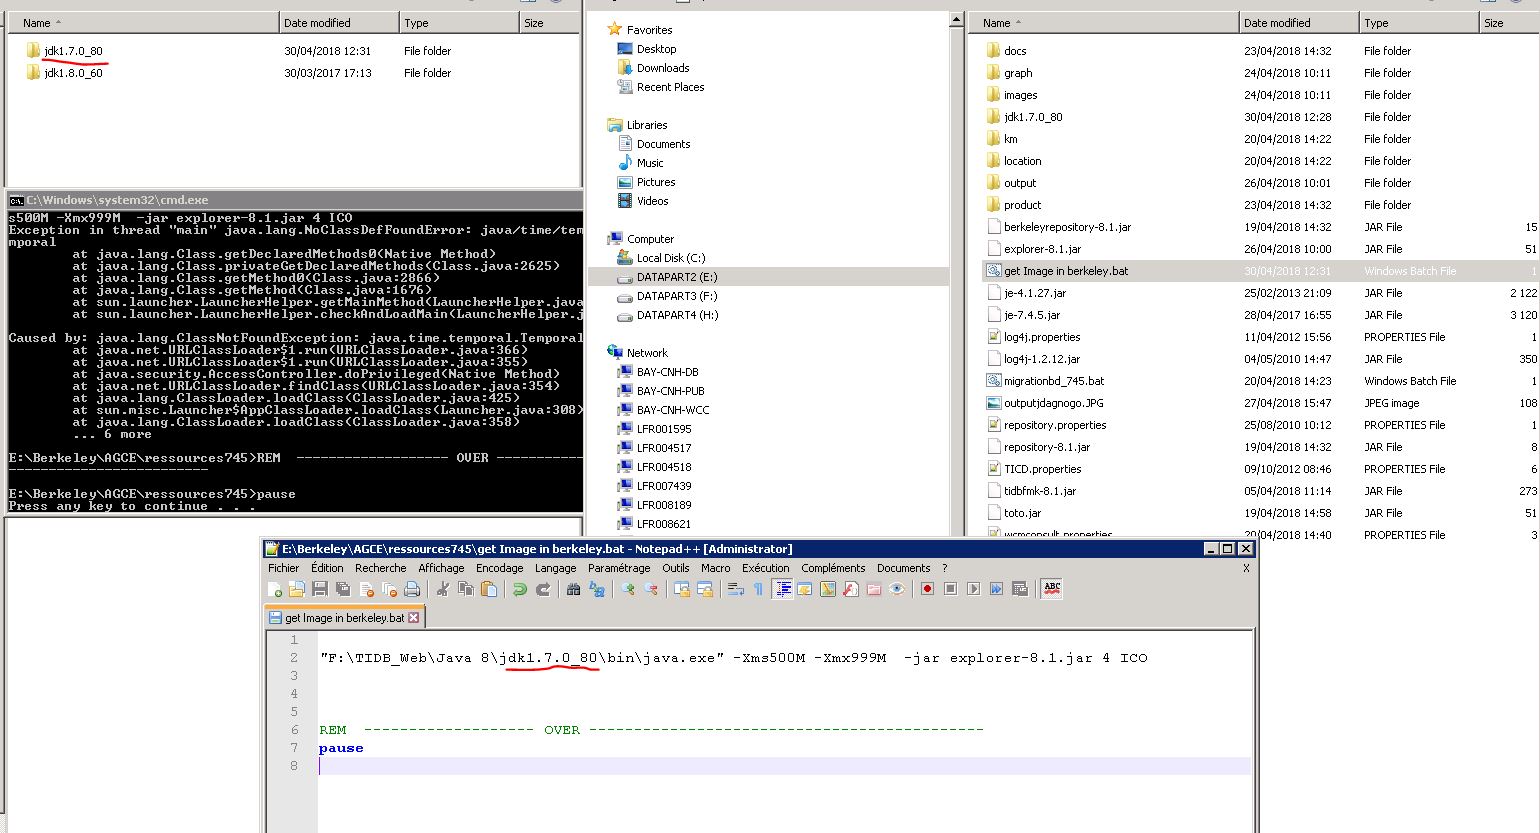 Name Date modified Type Size
jdk1.7.0_80 30/04/2018 12:31 File folder
jdk1.8.0_60 30/03/2017 17:13 File folder
C:\Windows\system32\cmd.exe
s500M -Xmx999M  -jar explorer-8.1.jar 4 ICO
Exception in thread "main" java.lang.NoClassDefFoundError: java/time/tem
mporal
at java.lang.Class.getDeclaredMethods0(Native Method)
at java.lang.Class.privateGetDeclaredMethods(Class.java:2625)
at java.lang.Class.getMethod0(Class.java:2866)
at java.lang.Class.getMethod(Class.java:1676)
at sun.launcher.LauncherHelper.getMainMethod(LauncherHelper.java
at sun.launcher.LauncherHelper.checkAndLoadMain(LauncherHelper.j
Caused by: java.lang.ClassNotFoundException: java.time.temporal.Temporal
at java.net.URLClassLoader$1.run(URLClassLoader.java:366)
at java.net.URLClassLoader$1.run(URLClassLoader.java:355)
at java.security.AccessController.doPrivileged(Native Method)
at java.net.URLClassLoader.findClass(URLClassLoader.java:354)
at java.lang.ClassLoader.loadClass(ClassLoader.java:425)
at sun.misc.Launcher$AppClassLoader.loadClass(Launcher.java:308)
at java.lang.ClassLoader.loadClass(ClassLoader.java:358)
... 6 more
E:\Berkeley\AGCE\ressources745>REM  ------------------- OVER -----------
-------------------------
E:\Berkeley\AGCE\ressources745>pause
Press any key to continue . . .
Favorites
Desktop
Downloads
Recent Places
Libraries
Documents
Music
Pictures
Videos
Computer
Local Disk (C:)
DATAPART2 (E:)
DATAPART3 (F:)
DATAPART4 (H:)
Network
BAY-CNH-DB
BAY-CNH-PUB
BAY-CNH-WCC
LFR001595
LFR004517
LFR004518
LFR007439
LFR008189
LFR008621
Name Date modified Type Size
docs 23/04/2018 14:32 File folder
graph 24/04/2018 10:11 File folder
images 24/04/2018 10:11 File folder
jdk1.7.0_80 30/04/2018 12:28 File folder
km 20/04/2018 14:22 File folder
location 20/04/2018 14:22 File folder
output 26/04/2018 10:01 File folder
product 23/04/2018 14:32 File folder
berkeleyrepository-8.1.jar 19/04/2018 14:32 JAR File 15
explorer-8.1.jar 26/04/2018 10:00 JAR File 51
get Image in berkeley.bat 30/04/2018 12:31 Windows Batch File 1
je-4.1.27.jar 25/02/2013 21:09 JAR File 2 122
je-7.4.5.jar 28/04/2017 16:55 JAR File 3 120
log4j.properties 11/04/2012 15:56 PROPERTIES File 1
log4j-1.2.12.jar 04/05/2010 14:47 JAR File 350
migrationbd_745.bat 20/04/2018 14:23 Windows Batch File 1
outputjdagnogo.JPG 27/04/2018 15:47 JPEG image 108
repository.properties 25/08/2010 10:12 PROPERTIES File 1
repository-8.1.jar 19/04/2018 14:32 JAR File 8
TICD.properties 09/10/2012 08:46 PROPERTIES File 6
tidbfmk-8.1.jar 05/04/2018 11:14 JAR File 273
toto.jar 19/04/2018 14:58 JAR File 51
wcmconsult.properties 20/04/2018 14:40 PROPERTIES File 3
E:\Berkeley\AGCE\ressources745\get Image in berkeley.bat - Notepad++ [Administrator]
Fichier Édition Recherche Affichage Encodage Langage Paramétrage Outils Macro Exécution Compléments Documents ? X
ABC
get Image in berkeley.bat
1
2 "F:\TIDB_Web\Java 8\jdk1.7.0_80\bin\java.exe" -Xms500M -Xmx999M  -jar explorer-8.1.jar 4 ICO
3
4
5
6 REM  ------------------- OVER --------------------------------------------
7 pause
8